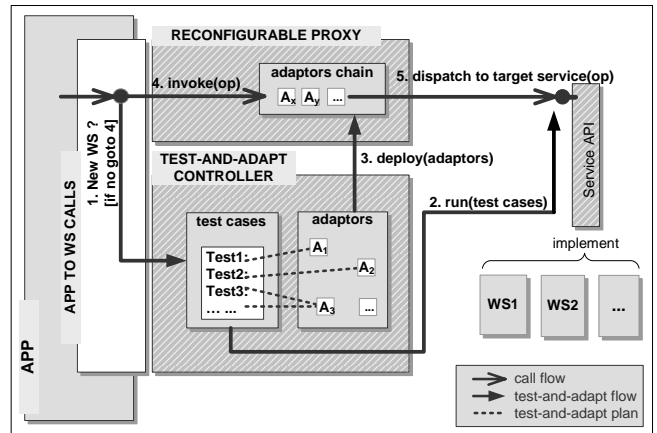 RECONFIGURABLE PROXY
adaptors chain
4. invoke(op)
5. dispatch to target service(op)
Ax Ay ...
1. New WS ?
[if no goto 4]
3. deploy(adaptors)
Service API
TEST-AND-ADAPT
CONTROLLER
2. run(test cases)
test cases
adaptors
Test1:
Test2:
Test3:
... ...
A1
A2
A3
...
implement
WS1
WS2
...
APP TO WS CALLS
APP
call flow
test-and-adapt flow
test-and-adapt plan